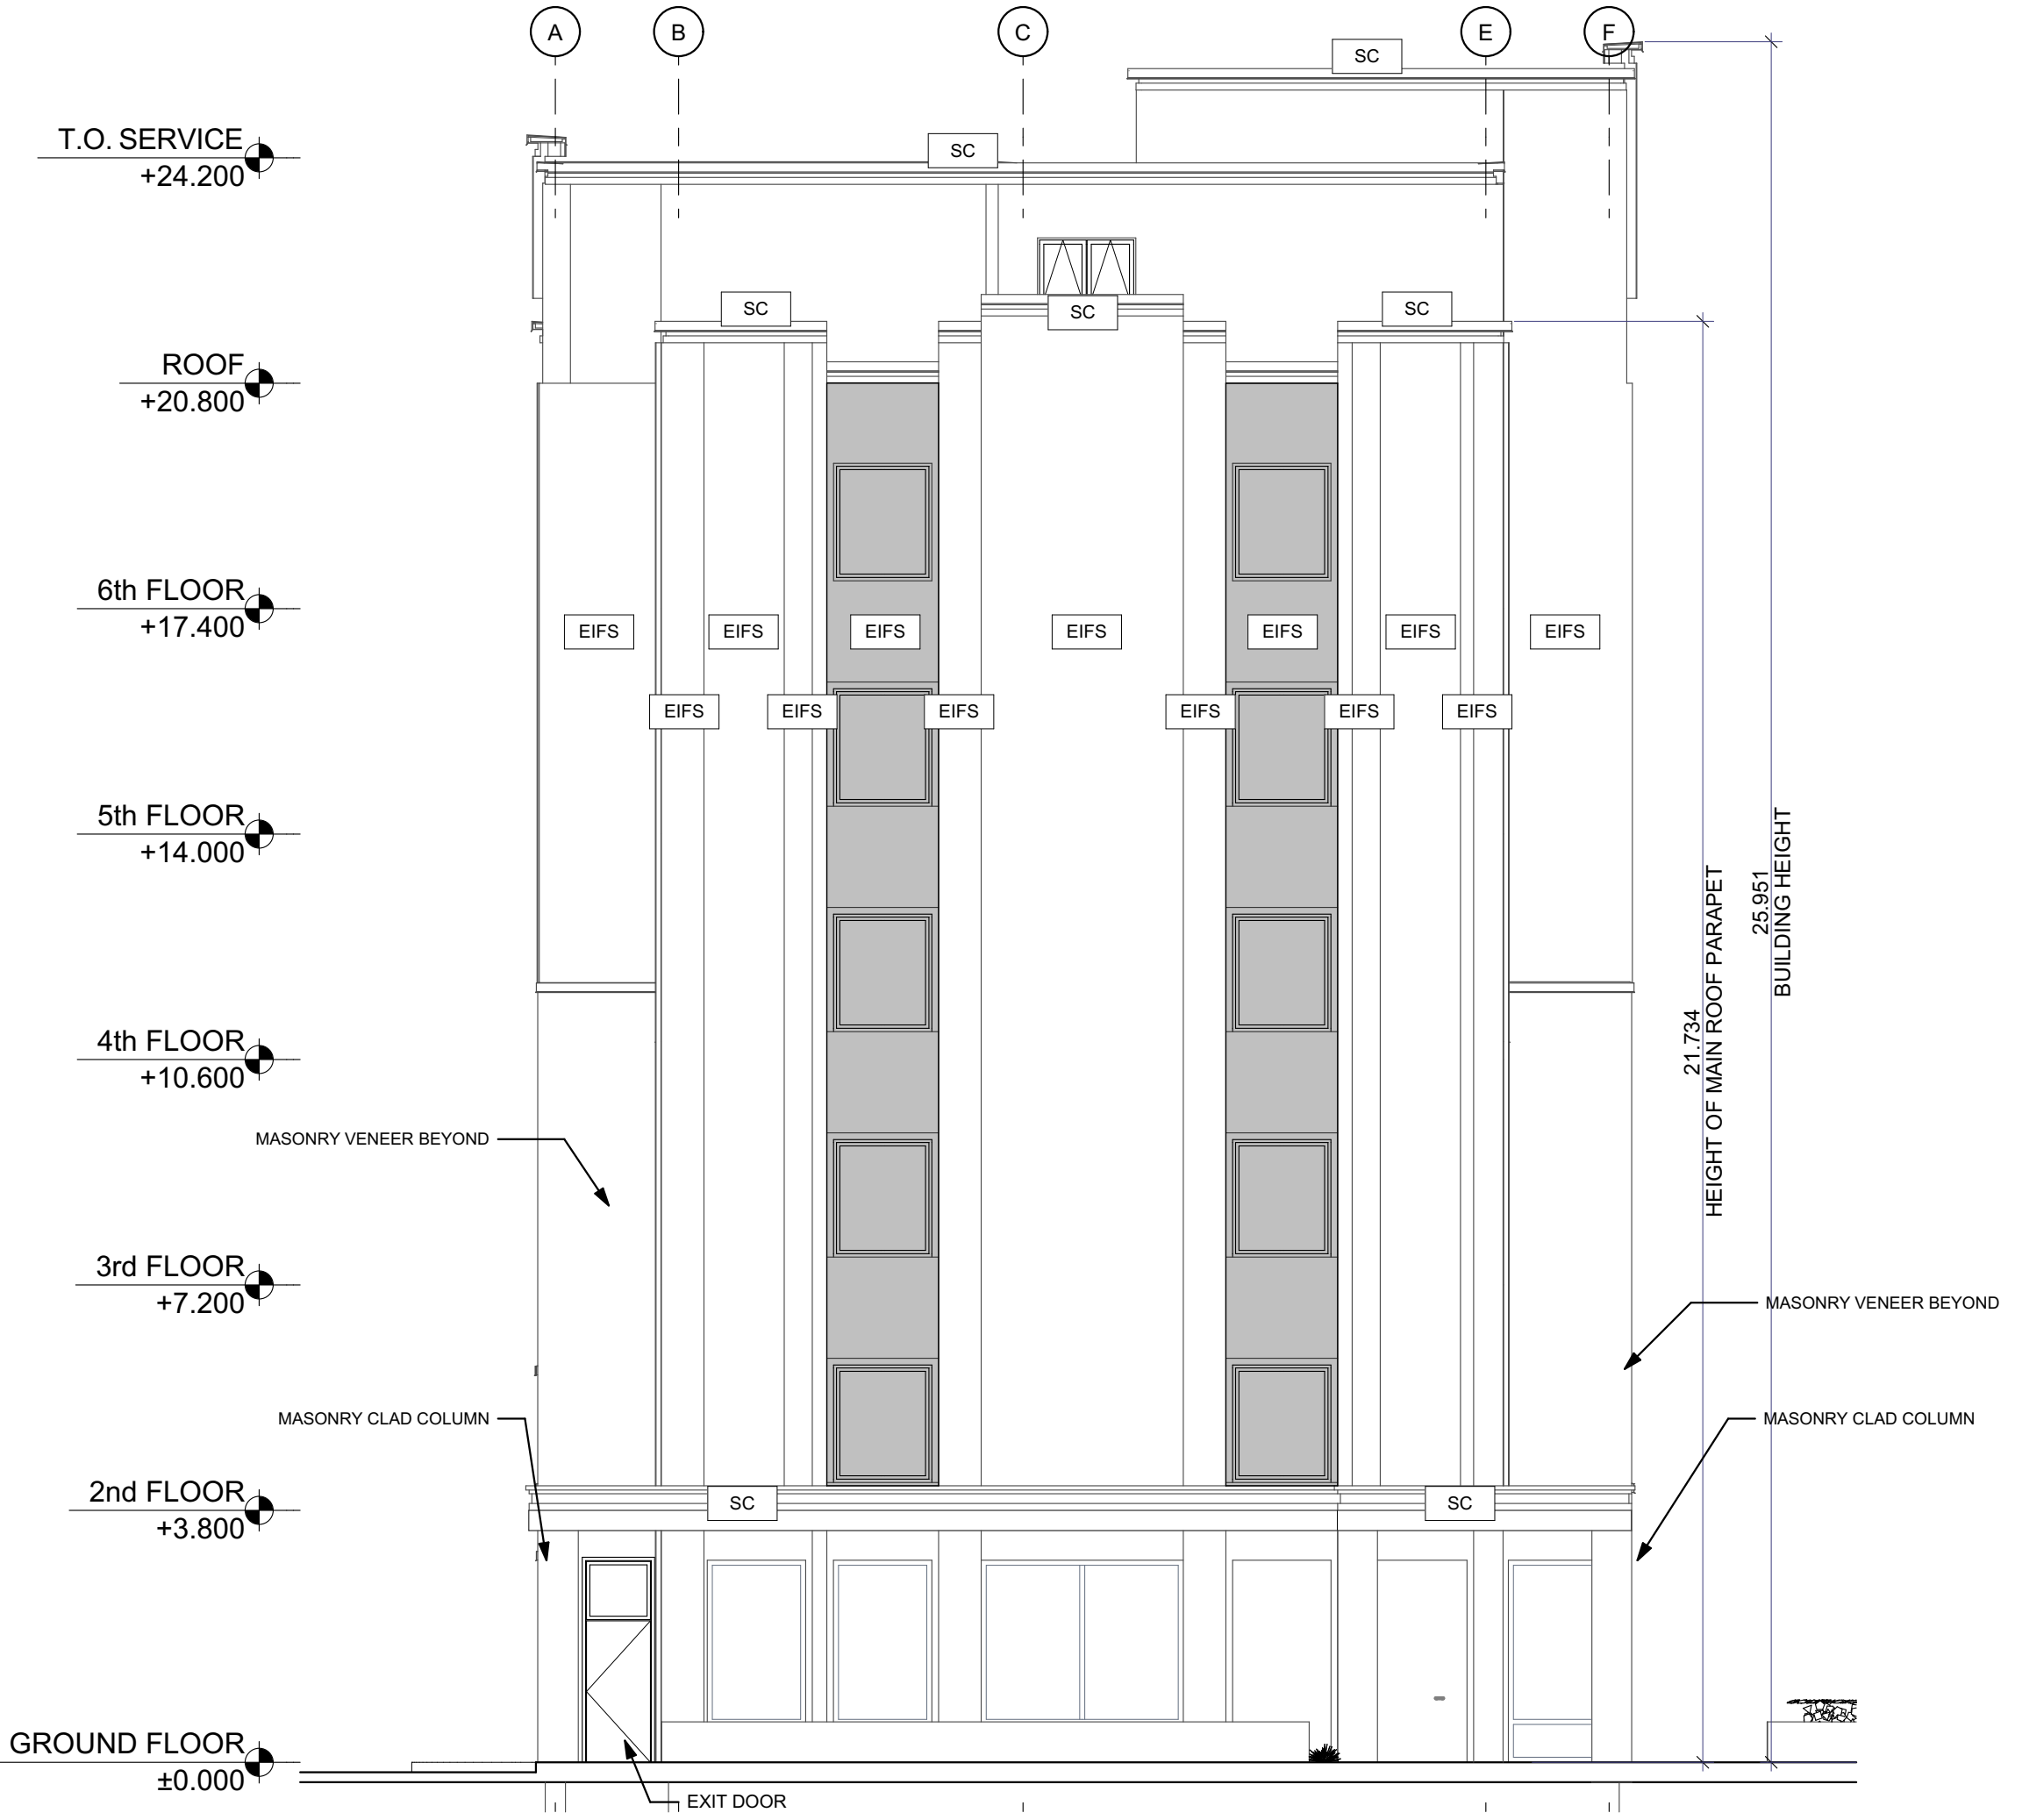 A
B
C
E
F
SC
T.O. SERVICE
+24.200
SC
SC
SC
SC
ROOF
+20.800
6th FLOOR
+17.400
EIFS
EIFS
EIFS
EIFS
EIFS
EIFS
EIFS
EIFS
EIFS
EIFS
EIFS
EIFS
EIFS
5th FLOOR
+14.000
25.951
BUILDING HEIGHT
21.734
HEIGHT OF MAIN ROOF PARAPET
4th FLOOR
+10.600
MASONRY VENEER BEYOND
3rd FLOOR
+7.200
MASONRY VENEER BEYOND
MASONRY CLAD COLUMN
MASONRY CLAD COLUMN
2nd FLOOR
+3.800
SC
SC
GROUND FLOOR
±0.000
EXIT DOOR